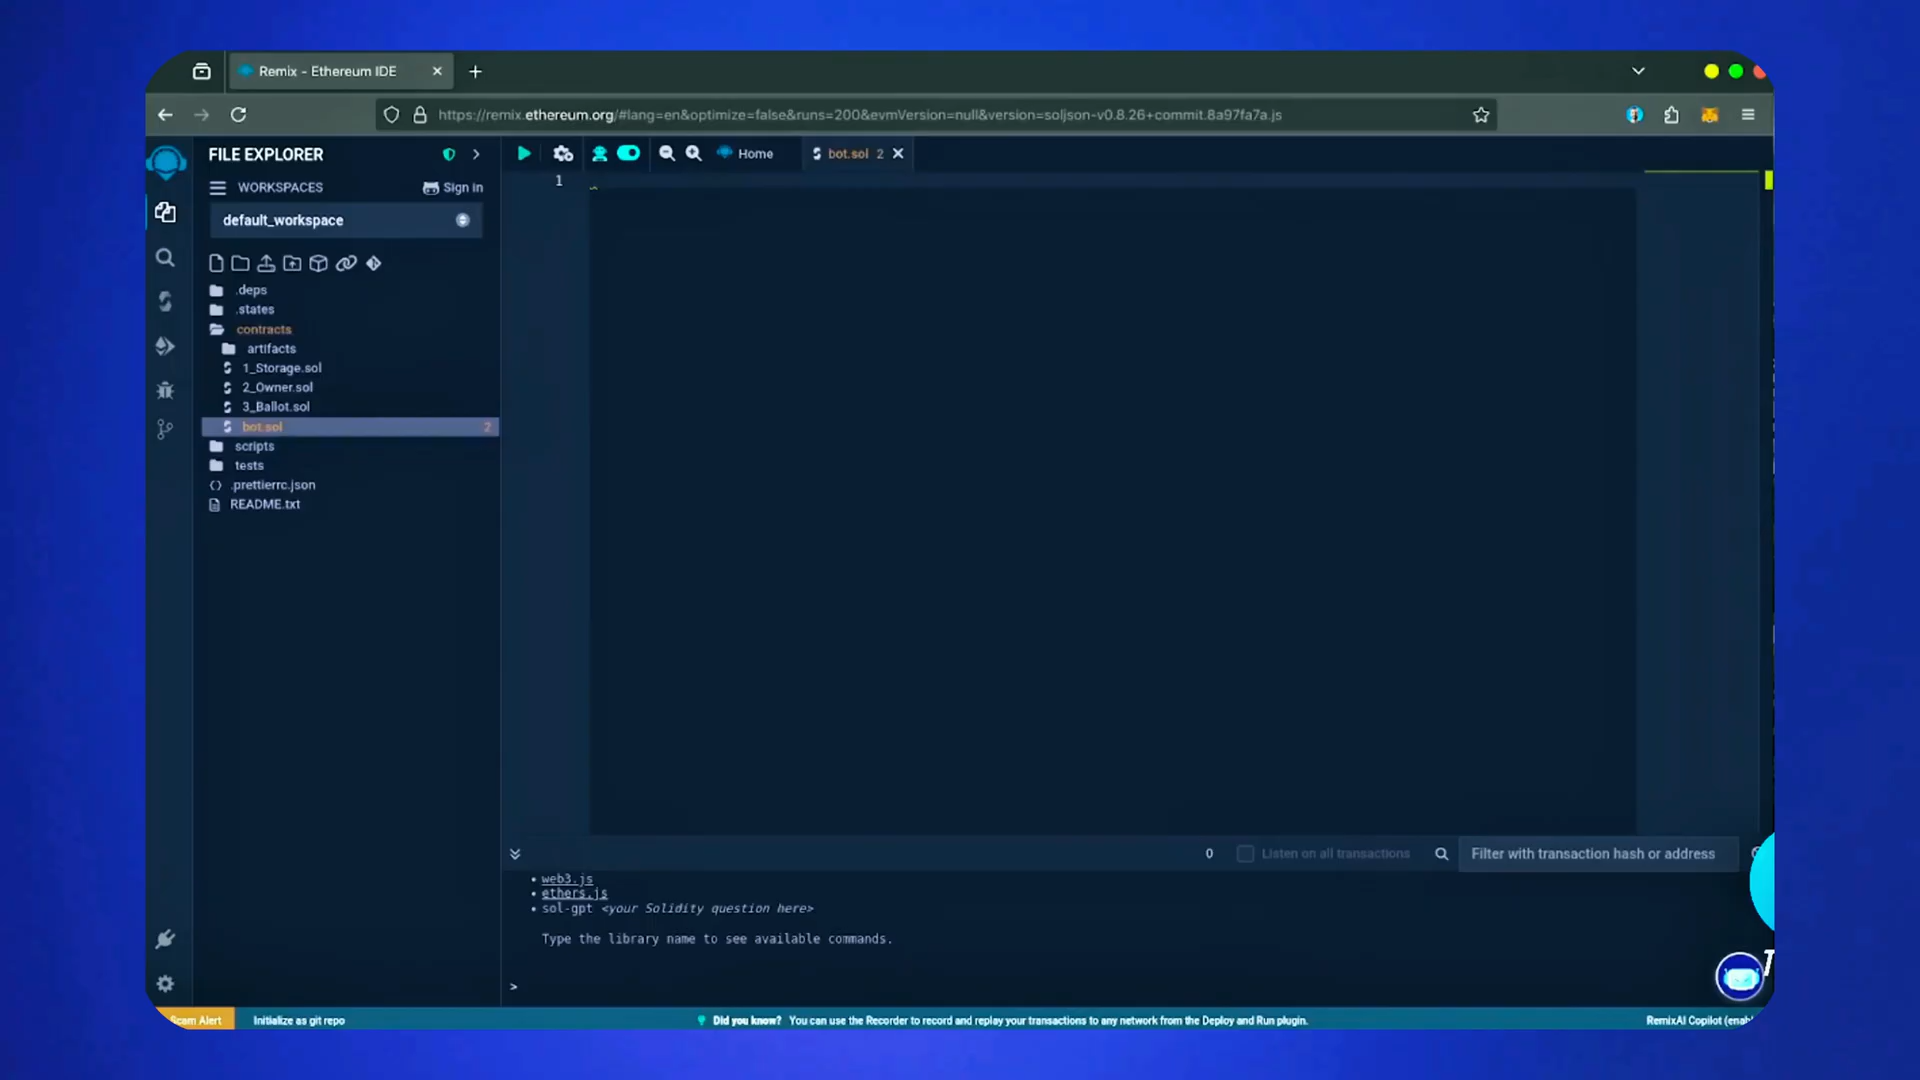 Remix - Ethereum IDE
https://remix.ethereum.org/#lang=en&optimize=false&runs=200&evmVersion=null&version=soljson-v0.8.26+commit.8a97fa7a.js
FILE EXPLORER
Home
bot.sol 2
1
WORKSPACES
Sign in
default_workspace
.deps
.states
contracts
artifacts
1_Storage.sol
2_Owner.sol
3_Ballot.sol
bot.sol 2
scripts
tests
.prettierrc.json
README.txt
0
Listen on all transactions
Filter with transaction hash or address
• web3.js
• ethers.js
• sol-gpt <your Solidity question here>
Type the library name to see available commands.
>
Scam Alert
Initialize as git repo
Did you know? You can use the Recorder to record and replay your transactions to any network from the Deploy and Run plugin.
RemixAI Copilot (enab